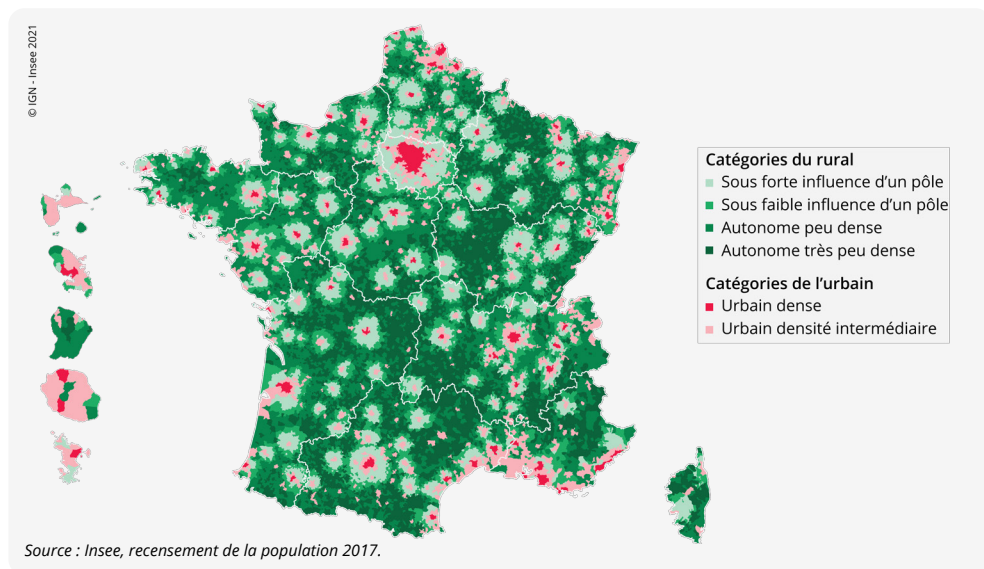 © IGN - Insee 2021
Catégories du rural
Sous forte influence d’un pôle
Sous faible influence d’un pôle
Autonome peu dense
Autonome très peu dense
Catégories de l’urbain
Urbain dense
Urbain densité intermédiaire
Source : Insee, recensement de la population 2017.